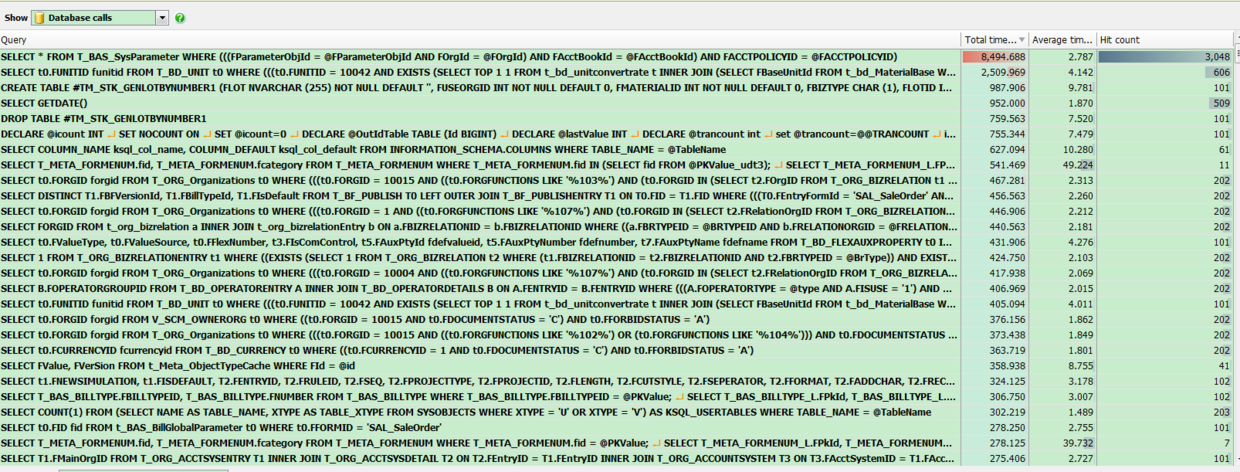 Show Database calls
Query Total time... Average tim... Hit count
SELECT * FROM T_BAS_SysParameter WHERE (((FParameterObjId = @FParameterObjId AND FOrgId = @FOrgId) AND FAcctBookId = @FAcctBookId) AND FACCTPOLICYID = @FACCTPOLICYID) 8,494.688 2.787 3,048
SELECT t0.FUNITID funitid FROM T_BD_UNIT t0 WHERE (((t0.FUNITID = 10042 AND EXISTS (SELECT TOP 1 1 FROM t_bd_unitconvertrate t INNER JOIN (SELECT FBaseUnitId FROM t_bd_MaterialBase W... 2,509.969 4.142 606
CREATE TABLE #TM_STK_GENLOTBYNUMBER1 (FLOT NVARCHAR (255) NOT NULL DEFAULT '', FUSEORGID INT NOT NULL DEFAULT 0, FMATERIALID INT NOT NULL DEFAULT 0, FBIZTYPE CHAR (1), FLOTID I... 987.906 9.781 101
SELECT GETDATE() 952.000 1.870 509
DROP TABLE #TM_STK_GENLOTBYNUMBER1 759.563 7.520 101
DECLARE @icount INT ↵ SET NOCOUNT ON ↵ SET @icount=0 ↵ DECLARE @OutIdTable TABLE (Id BIGINT) ↵ DECLARE @lastValue INT ↵ DECLARE @trancount int ↵ set @trancount=@@TRANCOUNT ↵ i... 755.344 7.479 101
SELECT COLUMN_NAME ksql_col_name, COLUMN_DEFAULT ksql_col_default FROM INFORMATION_SCHEMA.COLUMNS WHERE TABLE_NAME = @TableName 627.094 10.280 61
SELECT T_META_FORMENUM.fid, T_META_FORMENUM.fcategory FROM T_META_FORMENUM WHERE T_META_FORMENUM.fid IN (SELECT fid FROM @PKValue_udt3); ↵ SELECT T_META_FORMENUM_L.FP... 541.469 49.224 11
SELECT t0.FORGID forgid FROM T_ORG_Organizations t0 WHERE (((t0.FORGID = 10015 AND ((t0.FORGFUNCTIONS LIKE '%103%') AND (t0.FORGID IN (SELECT t2.FOrgID FROM T_ORG_BIZRELATION t1 ... 467.281 2.313 202
SELECT DISTINCT T1.FBFVersionId, T1.FBillTypeId, T1.FIsDefault FROM T_BF_PUBLISH T0 LEFT OUTER JOIN T_BF_PUBLISHENTRY T1 ON T0.FID = T1.FID WHERE (((T0.EntryFormId = 'SAL_SaleOrder' AN... 456.563 2.260 202
SELECT t0.FORGID forgid FROM T_ORG_Organizations t0 WHERE (((t0.FORGID = 1 AND ((t0.FORGFUNCTIONS LIKE '%107%') AND (t0.FORGID IN (SELECT t2.FRelationOrgID FROM T_ORG_BIZRELATION... 446.906 2.212 202
SELECT FORGID FROM t_org_bizrelation a INNER JOIN t_org_bizrelationEntry b ON a.FBIZRELATIONID = b.FBIZRELATIONID WHERE ((a.FBRTYPEID = @BRTYPEID AND b.FRELATIONORGID = @FRELATION... 440.563 2.181 202
SELECT t0.FValueType, t0.FValueSource, t0.FFlexNumber, t3.FIsComControl, t5.FAuxPtyId fdefvalueid, t5.FAuxPtyNumber fdefnumber, t7.FAuxPtyName fdefname FROM T_BD_FLEXAUXPROPERTY t0 I... 431.906 4.276 101
SELECT 1 FROM T_ORG_BIZRELATIONENTRY t1 WHERE ((EXISTS (SELECT 1 FROM T_ORG_BIZRELATION t2 WHERE (t1.FBIZRELATIONID = t2.FBIZRELATIONID AND t2.FBRTYPEID = @BrType)) AND EXIST... 424.750 2.103 202
SELECT t0.FORGID forgid FROM T_ORG_Organizations t0 WHERE (((t0.FORGID = 10004 AND ((t0.FORGFUNCTIONS LIKE '%107%') AND (t0.FORGID IN (SELECT t2.FRelationOrgID FROM T_ORG_BIZRELA... 417.938 2.069 202
SELECT B.FOPERATORGROUPID FROM T_BD_OPERATORENTRY A INNER JOIN T_BD_OPERATORDETAILS B ON A.FENTRYID = B.FENTRYID WHERE (((A.FOPERATORTYPE = @type AND A.FISUSE = '1') AND ... 406.969 2.015 202
SELECT t0.FUNITID funitid FROM T_BD_UNIT t0 WHERE (((t0.FUNITID = 10042 AND EXISTS (SELECT TOP 1 1 FROM t_bd_unitconvertrate t INNER JOIN (SELECT FBaseUnitId FROM t_bd_MaterialBase W... 405.094 4.011 101
SELECT t0.FORGID forgid FROM V_SCM_OWNERORG t0 WHERE ((t0.FORGID = 10015 AND t0.FDOCUMENTSTATUS = 'C') AND t0.FFORBIDSTATUS = 'A') 376.156 1.862 202
SELECT t0.FORGID forgid FROM T_ORG_Organizations t0 WHERE ((((t0.FORGID = 10015 AND ((t0.FORGFUNCTIONS LIKE '%102%') OR (t0.FORGFUNCTIONS LIKE '%104%'))) AND t0.FDOCUMENTSTATUS ... 373.438 1.849 202
SELECT t0.FCURRENCYID fcurrencyid FROM T_BD_CURRENCY t0 WHERE ((t0.FCURRENCYID = 1 AND t0.FDOCUMENTSTATUS = 'C') AND t0.FFORBIDSTATUS = 'A') 363.719 1.801 202
SELECT FValue, FVerSion FROM t_Meta_ObjectTypeCache WHERE FId = @id 358.938 8.755 41
SELECT t1.FNEWSIMULATION, t1.FISDEFAULT, T2.FENTRYID, T2.FRULEID, T2.FSEQ, T2.FPROJECTTYPE, T2.FPROJECTID, T2.FLENGTH, T2.FCUTSTYLE, T2.FSEPERATOR, T2.FFORMAT, T2.FADDCHAR, T2.FREC... 324.125 3.178 102
SELECT T_BAS_BILLTYPE.FBILLTYPEID, T_BAS_BILLTYPE.FNUMBER FROM T_BAS_BILLTYPE WHERE T_BAS_BILLTYPE.FBILLTYPEID = @PKValue; ↵ SELECT T_BAS_BILLTYPE_L.FPkId, T_BAS_BILLTYPE_L.... 306.750 3.007 102
SELECT COUNT(1) FROM (SELECT NAME AS TABLE_NAME, XTYPE AS TABLE_XTYPE FROM SYSOBJECTS WHERE XTYPE = 'U' OR XTYPE = 'V') AS KSQL_USERTABLES WHERE TABLE_NAME = @TableName 302.219 1.489 203
SELECT t0.FID fid FROM t_BAS_BillGlobalParameter t0 WHERE t0.FFORMID = 'SAL_SaleOrder' 278.250 2.755 101
SELECT T_META_FORMENUM.fid, T_META_FORMENUM.fcategory FROM T_META_FORMENUM WHERE T_META_FORMENUM.fid = @PKValue; ↵ SELECT T_META_FORMENUM_L.FPkId, T_META_FORMENUM... 278.125 39.732 7
SELECT T1.FMainOrgID FROM T_ORG_ACCTSYSENTRY T1 INNER JOIN T_ORG_ACCTSYSDETAIL T2 ON T2.FEntryID = T1.FEntryID INNER JOIN T_ORG_ACCOUNTSYSTEM T3 ON T3.FAcctSystemID = T1.FAcc... 275.406 2.727 101